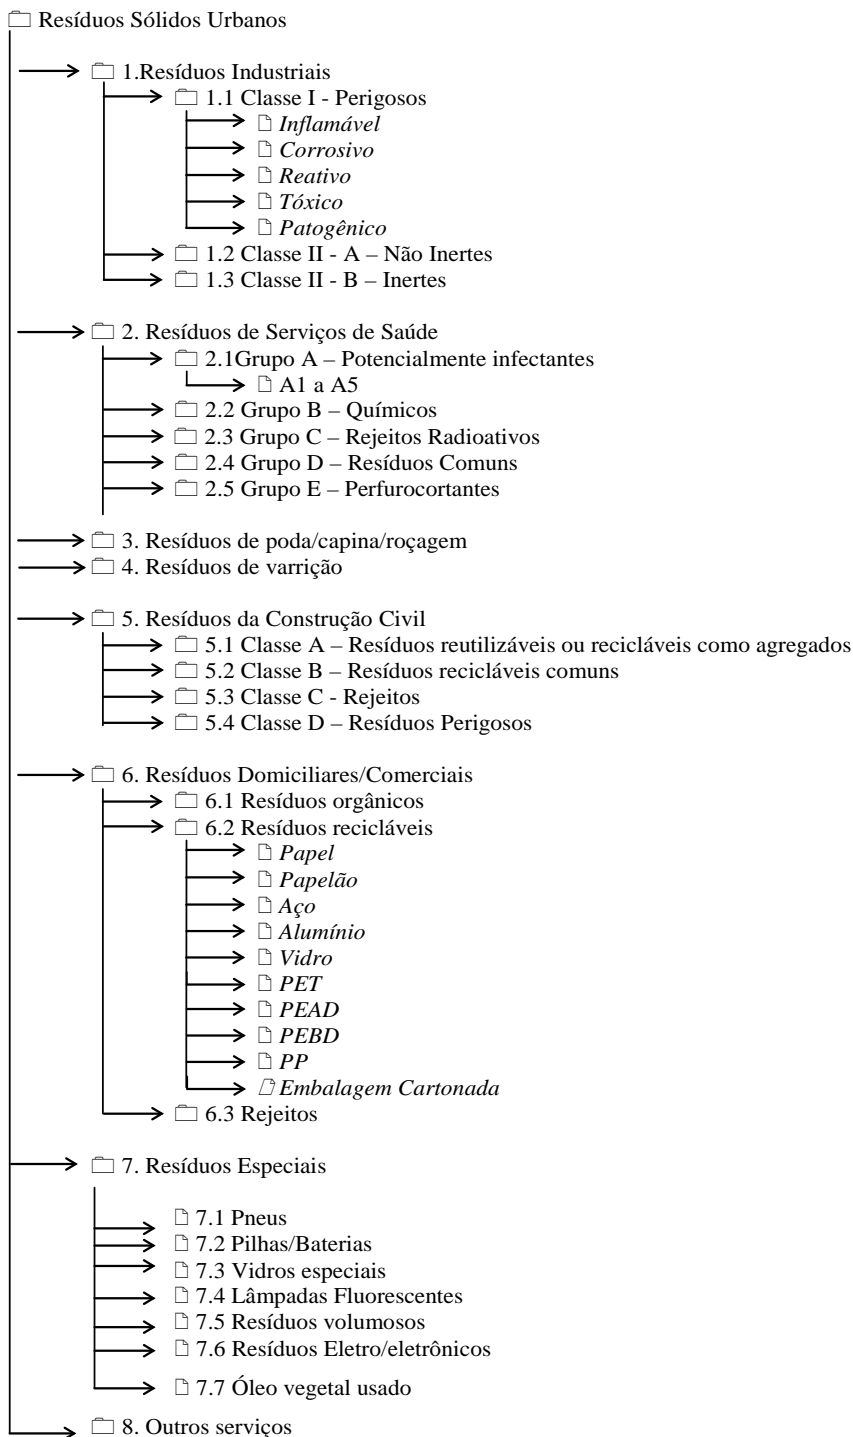 Resíduos Sólidos Urbanos
1.Resíduos Industriais
1.1 Classe I - Perigosos
Inflamável
Corrosivo
Reativo
Tóxico
Patogênico
1.2 Classe II - A – Não Inertes
1.3 Classe II - B – Inertes
2. Resíduos de Serviços de Saúde
2.1Grupo A – Potencialmente infectantes
A1 a A5
2.2 Grupo B – Químicos
2.3 Grupo C – Rejeitos Radioativos
2.4 Grupo D – Resíduos Comuns
2.5 Grupo E – Perfurocortantes
3. Resíduos de poda/capina/roçagem
4. Resíduos de varrição
5. Resíduos da Construção Civil
5.1 Classe A – Resíduos reutilizáveis ou recicláveis como agregados
5.2 Classe B – Resíduos recicláveis comuns
5.3 Classe C - Rejeitos
5.4 Classe D – Resíduos Perigosos
6. Resíduos Domiciliares/Comerciais
6.1 Resíduos orgânicos
6.2 Resíduos recicláveis
Papel
Papelão
Aço
Alumínio
Vidro
PET
PEAD
PEBD
PP
Embalagem Cartonada
6.3 Rejeitos
7. Resíduos Especiais
7.1 Pneus
7.2 Pilhas/Baterias
7.3 Vidros especiais
7.4 Lâmpadas Fluorescentes
7.5 Resíduos volumosos
7.6 Resíduos Eletro/eletrônicos
7.7 Óleo vegetal usado
8. Outros serviços